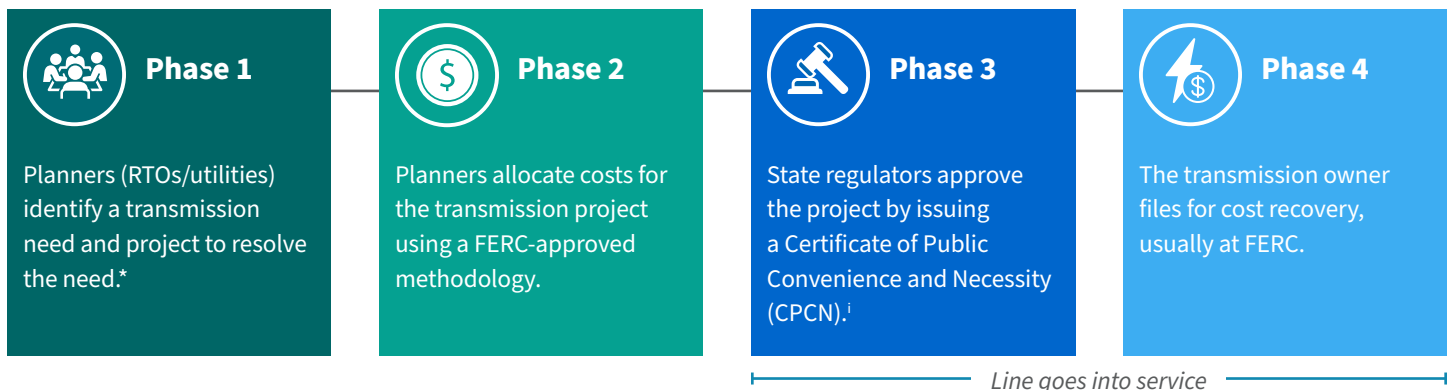 Phase 1
Planners (RTOs/utilities)
identify a transmission
need and project to resolve
the need.*
$
Phase 2
Planners allocate costs for
the transmission project
using a FERC-approved
methodology.
Phase 3
State regulators approve
the project by issuing
a Certificate of Public
Convenience and Necessity
(CPCN).ⁱ
$
Phase 4
The transmission owner
files for cost recovery,
usually at FERC.
Line goes into service